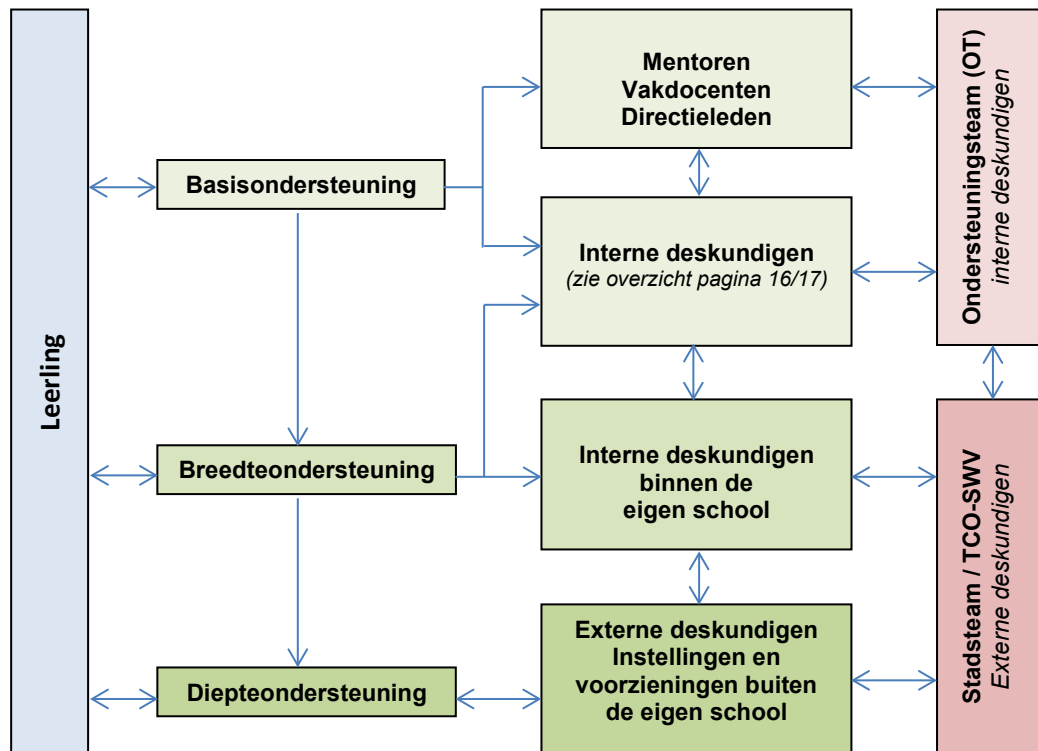 Leerling
Basisondersteuning
Breedteondersteuning
Diepteondersteuning
Mentoren
Vakdocenten
Directieleden
Interne deskundigen
(zie overzicht pagina 16/17)
Interne deskundigen
binnen de
eigen school
Externe deskundigen
Instellingen en
voorzieningen buiten
de eigen school
Ondersteuningsteam (OT)
interne deskundigen
Stadsteam / TCO-SWV
Externe deskundigen